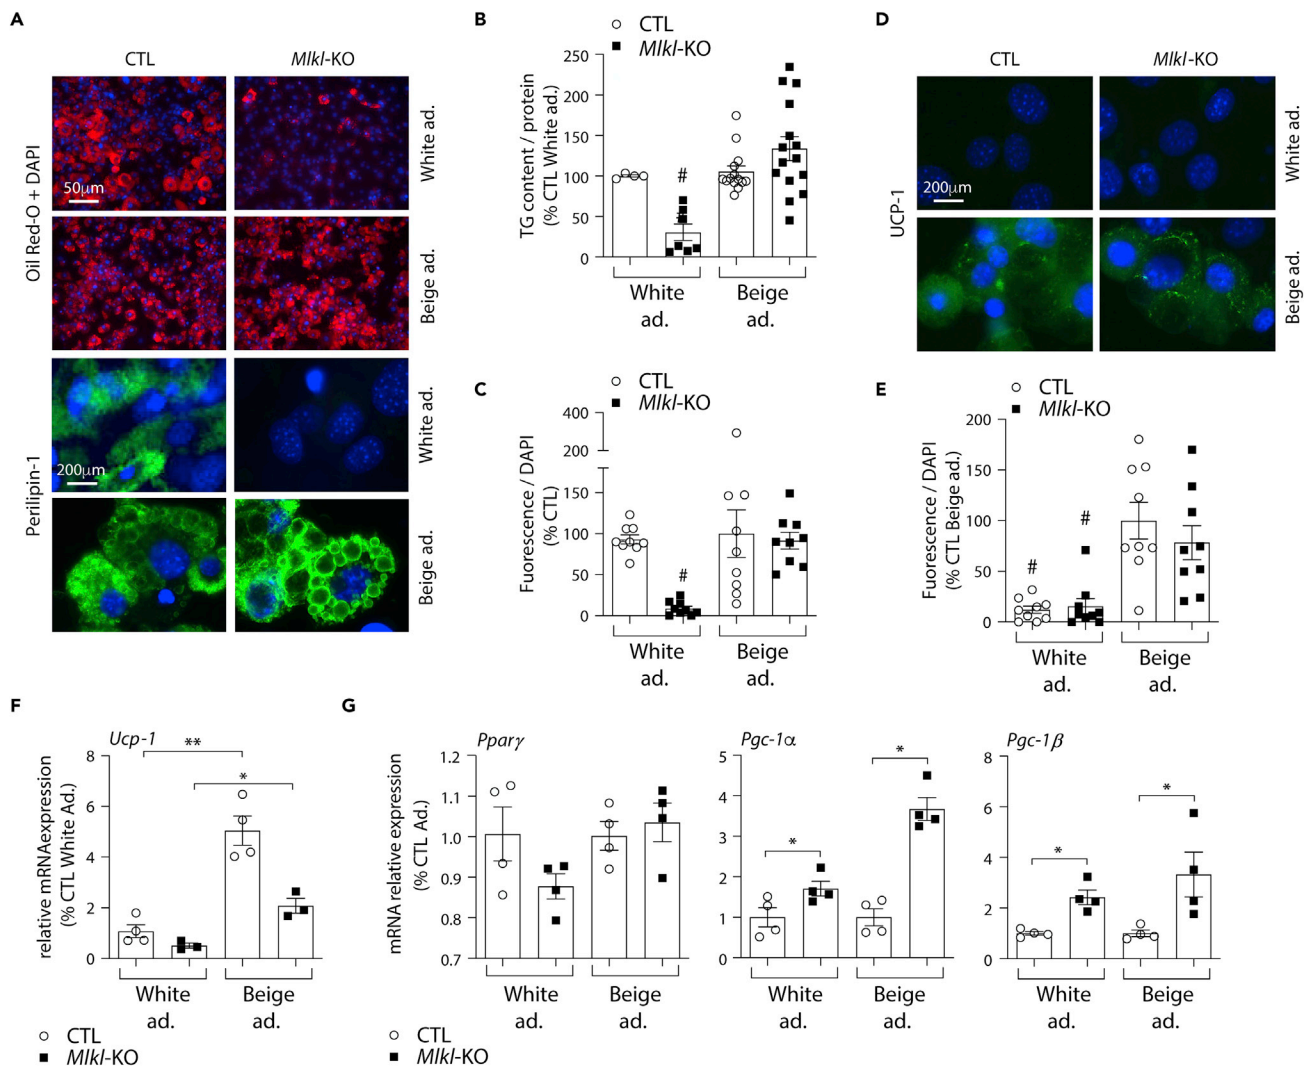 A
CTL
Mlkl-KO
Oil Red-O + DAPI
White ad.
50μm
Beige ad.
Perilipin-1
White ad.
200μm
Beige ad.
B
CTL
Mlkl-KO
TG content / protein
(% CTL White ad.)
250
200
150
100
50
0
#
White
ad.
Beige
ad.
C
CTL
Mlkl-KO
Fluorescence / DAPI
(% CTL)
400
200
150
100
50
0
#
White
ad.
Beige
ad.
D
CTL
Mlkl-KO
UCP-1
White ad.
200μm
Beige ad.
E
CTL
Mlkl-KO
Fuorescence / DAPI
(% CTL Beige ad.)
200
150
100
50
0
#
#
White
ad.
Beige
ad.
F
Ucp-1
relative mRNAexpression
(% CTL White Ad.)
8
6
4
2
0
**
*
White
ad.
Beige
ad.
CTL
Mlkl-KO
G
mRNA relative expression
(% CTL Ad.)
Pparγ
1.2
1.1
1.0
0.9
0.8
0.7
White
ad.
Beige
ad.
Pgc-1α
5
4
3
2
1
0
*
*
White
ad.
Beige
ad.
Pgc-1β
8
6
4
2
0
*
*
White
ad.
Beige
ad.
CTL
Mlkl-KO